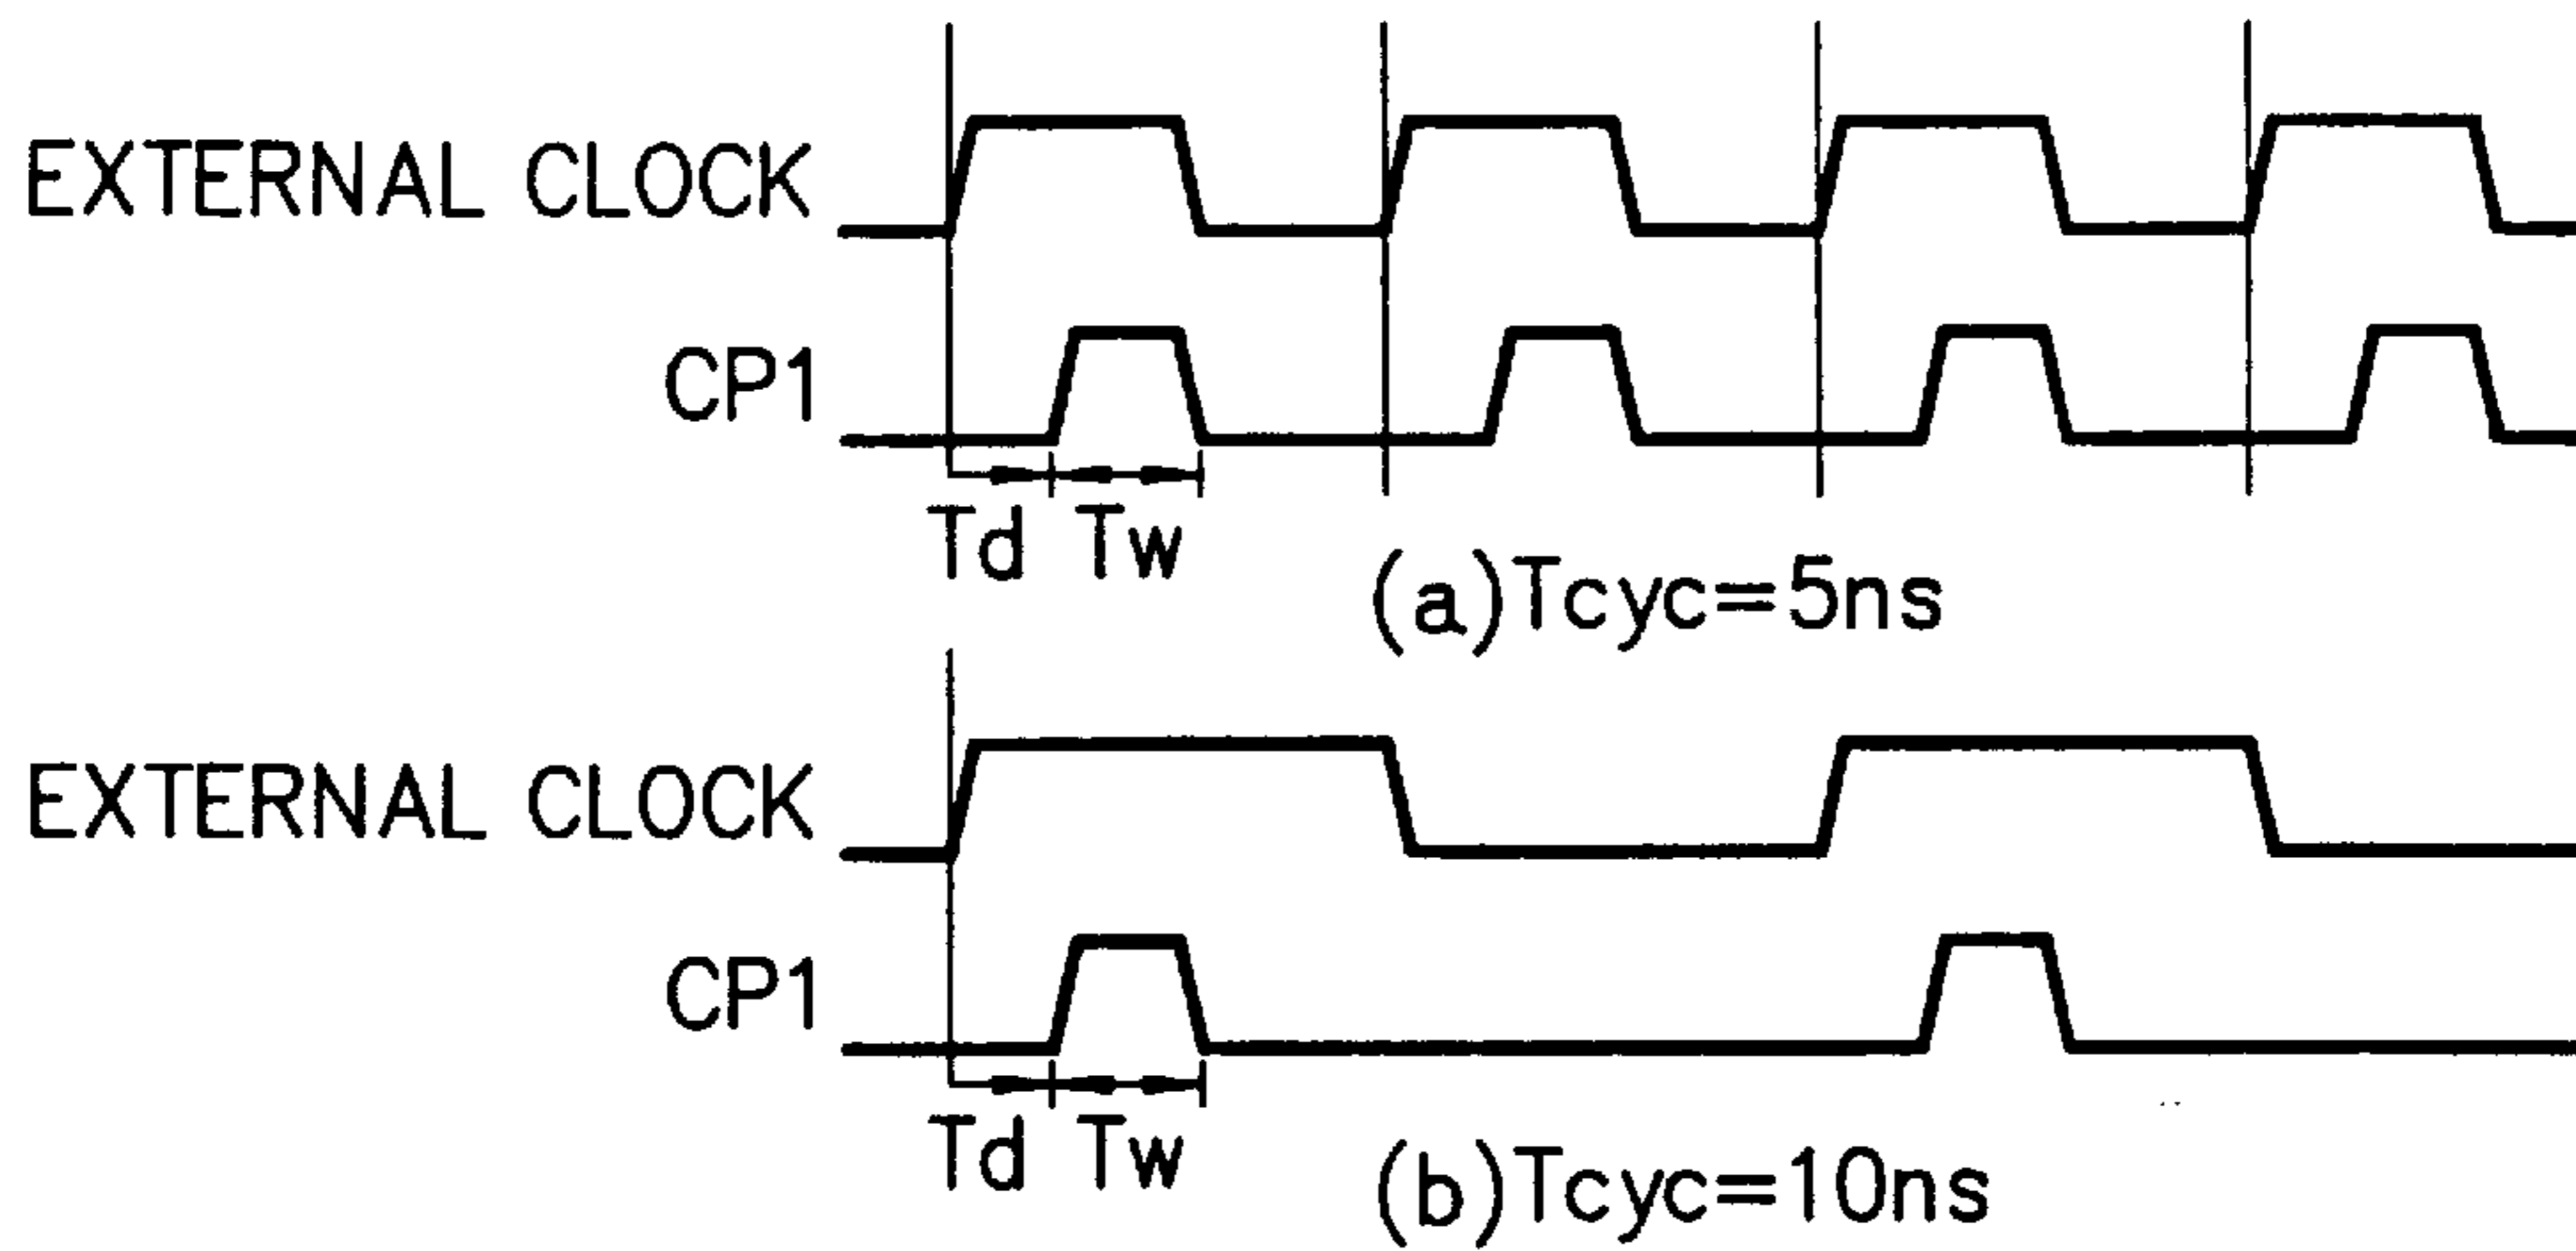 EXTERNAL CLOCK
CP1
Td Tw
(a)Tcyc=5ns
EXTERNAL CLOCK
CP1
Td Tw
(b)Tcyc=10ns